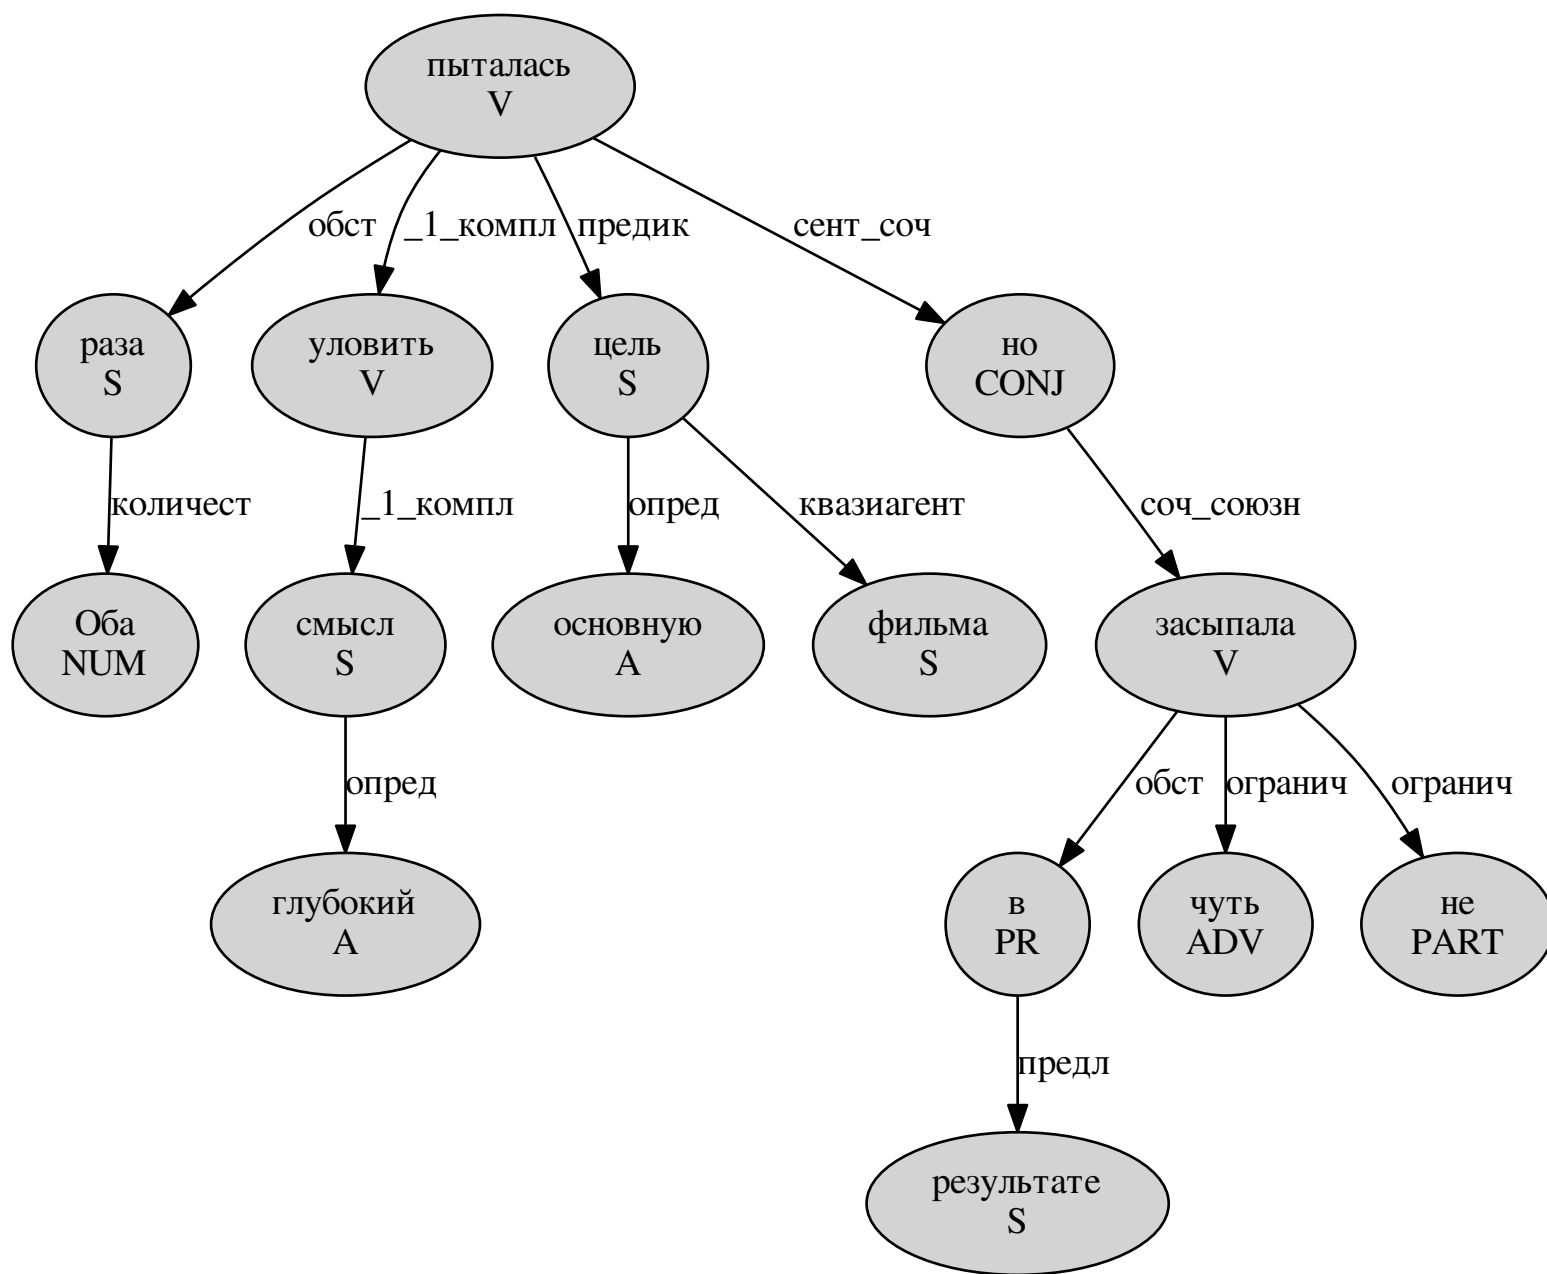 пыталась
V
обст
_1_компл
предик
сент_соч
раза
S
уловить
V
цель
S
но
CONJ
количест
_1_компл
опред
квазиагент
соч_союзн
Оба
NUM
смысл
S
основную
A
фильма
S
засыпала
V
опред
обст
огранич
огранич
глубокий
A
в
PR
чуть
ADV
не
PART
предл
результате
S